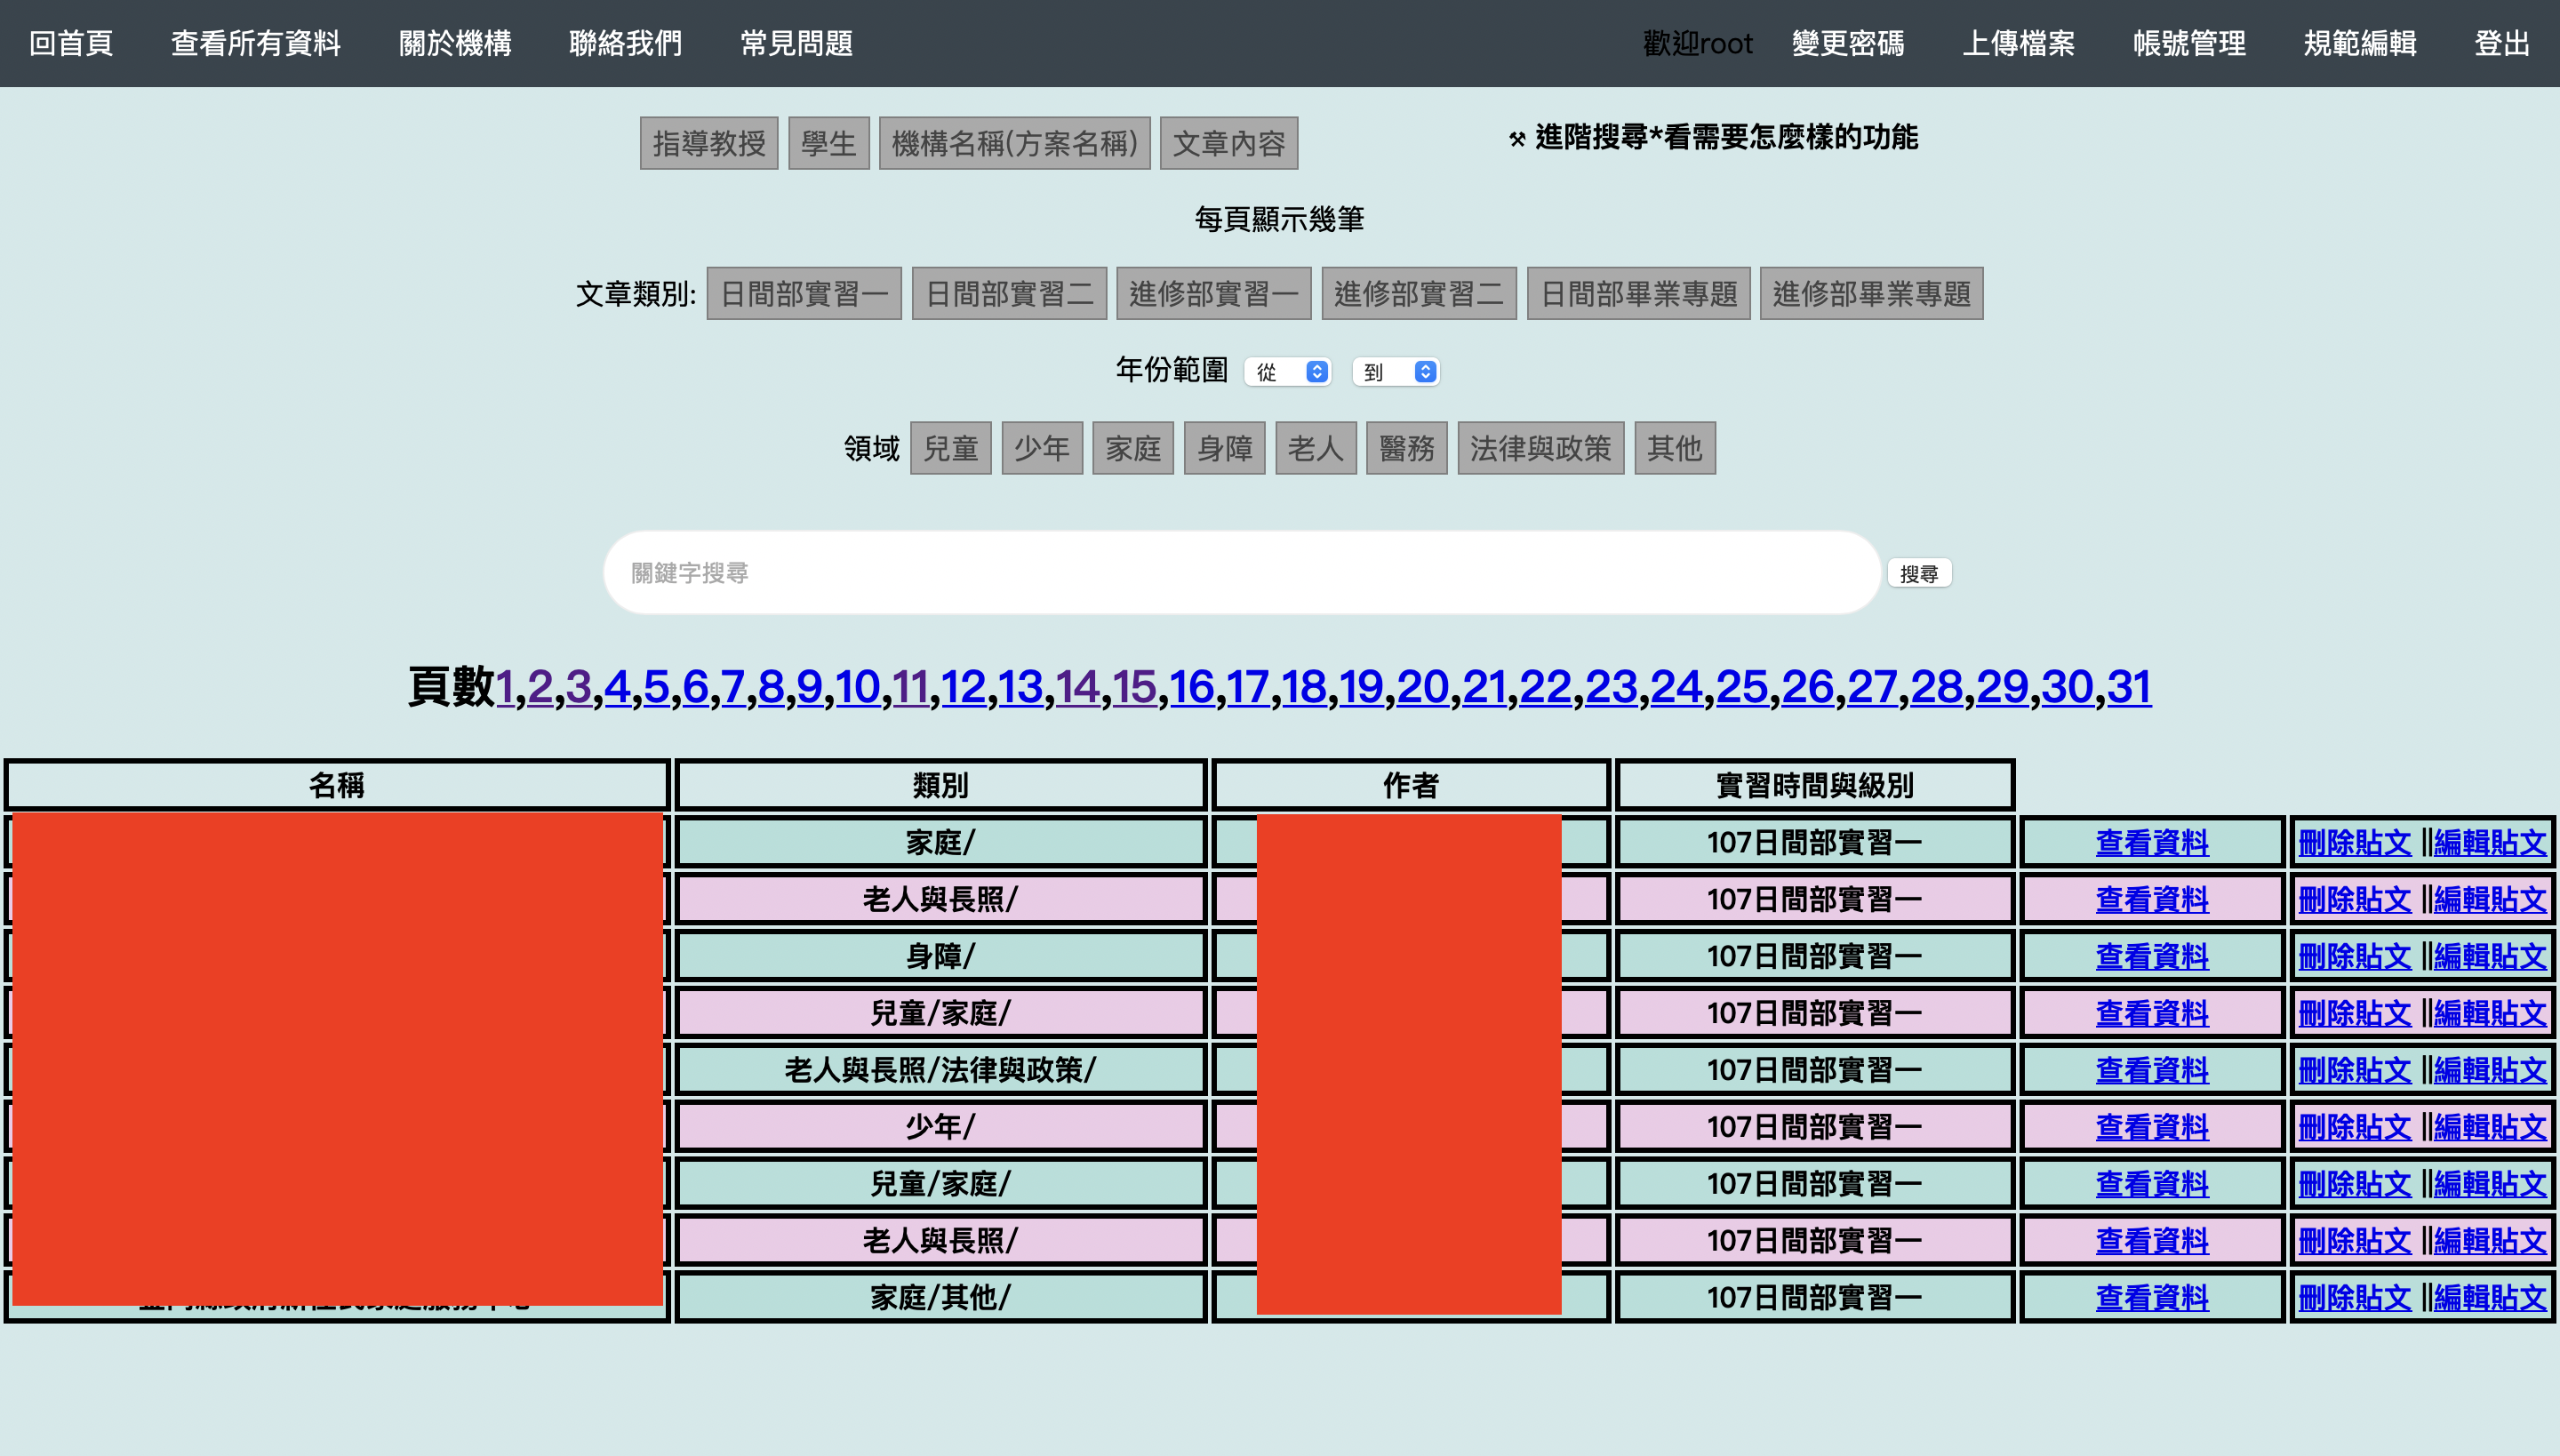 回首頁 查看所有資料 關於機構 聯絡我們 常見問題 歡迎root 變更密碼 上傳檔案 帳號管理 規範編輯 登出
指導教授 學生 機構名稱(方案名稱) 文章內容 ⚒ 進階搜尋*看需要怎麼樣的功能
每頁顯示幾筆
文章類別: 日間部實習一 日間部實習二 進修部實習一 進修部實習二 日間部畢業專題 進修部畢業專題
年份範圍 從 到
領域 兒童 少年 家庭 身障 老人 醫務 法律與政策 其他
關鍵字搜尋 搜尋
頁數1,2,3,4,5,6,7,8,9,10,11,12,13,14,15,16,17,18,19,20,21,22,23,24,25,26,27,28,29,30,31
名稱 類別 作者 實習時間與級別
家庭/ 107日間部實習一 查看資料 刪除貼文 ||編輯貼文
老人與長照/ 107日間部實習一 查看資料 刪除貼文 ||編輯貼文
身障/ 107日間部實習一 查看資料 刪除貼文 ||編輯貼文
兒童/家庭/ 107日間部實習一 查看資料 刪除貼文 ||編輯貼文
老人與長照/法律與政策/ 107日間部實習一 查看資料 刪除貼文 ||編輯貼文
少年/ 107日間部實習一 查看資料 刪除貼文 ||編輯貼文
兒童/家庭/ 107日間部實習一 查看資料 刪除貼文 ||編輯貼文
老人與長照/ 107日間部實習一 查看資料 刪除貼文 ||編輯貼文
家庭/其他/ 107日間部實習一 查看資料 刪除貼文 ||編輯貼文